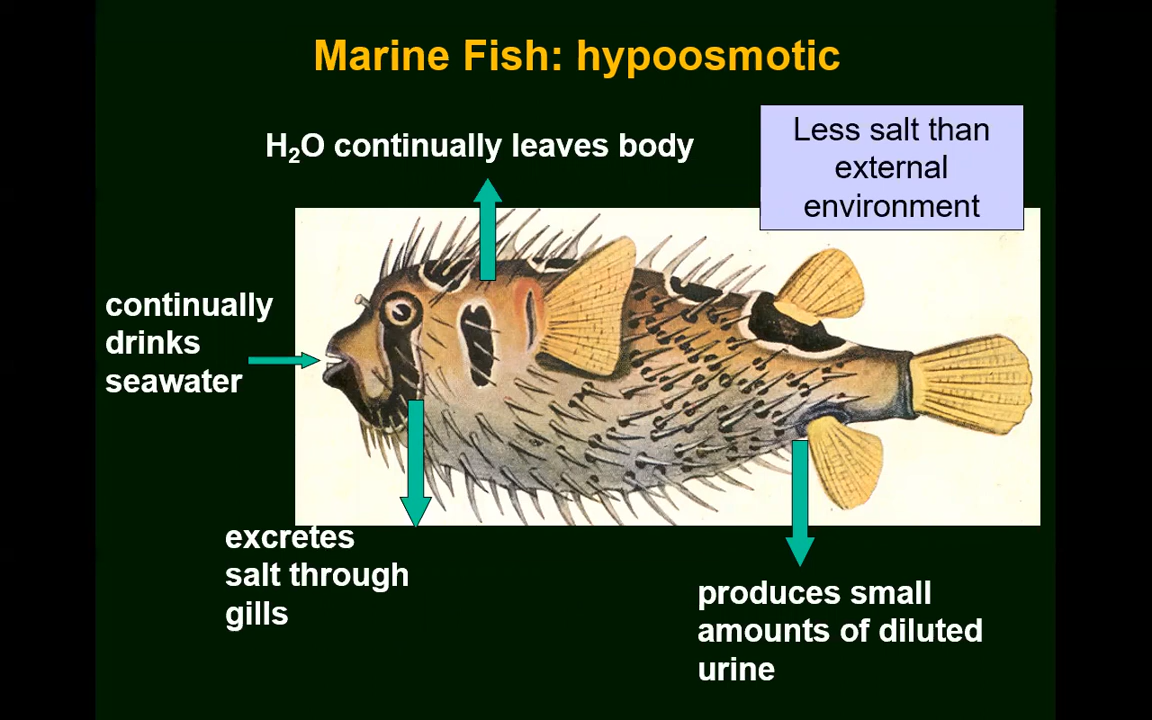 Marine Fish: hypoosmotic
H₂O continually leaves body
Less salt than
external
environment
continually
drinks
seawater
excretes
salt through
gills
produces small
amounts of diluted
urine